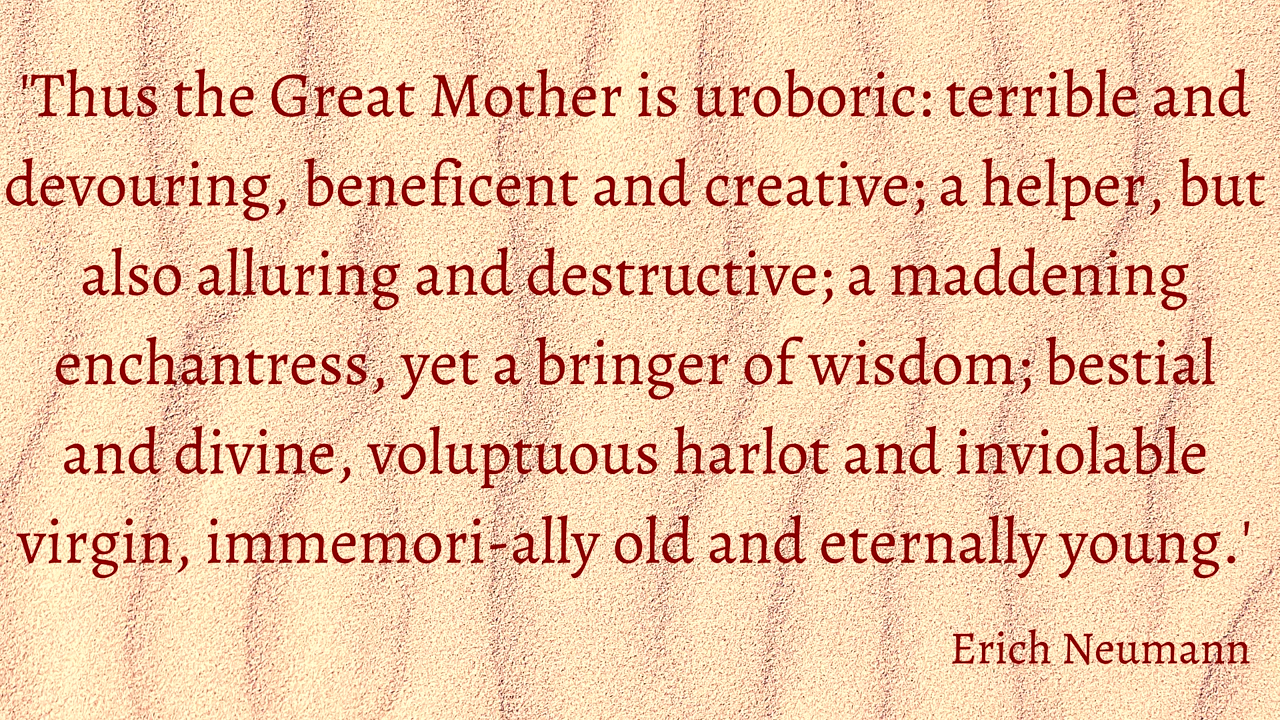 'Thus the Great Mother is uroboric: terrible and
devouring, beneficent and creative; a helper, but
also alluring and destructive; a maddening
enchantress, yet a bringer of wisdom; bestial
and divine, voluptuous harlot and inviolable
virgin, immemori-ally old and eternally young.'
Erich Neumann